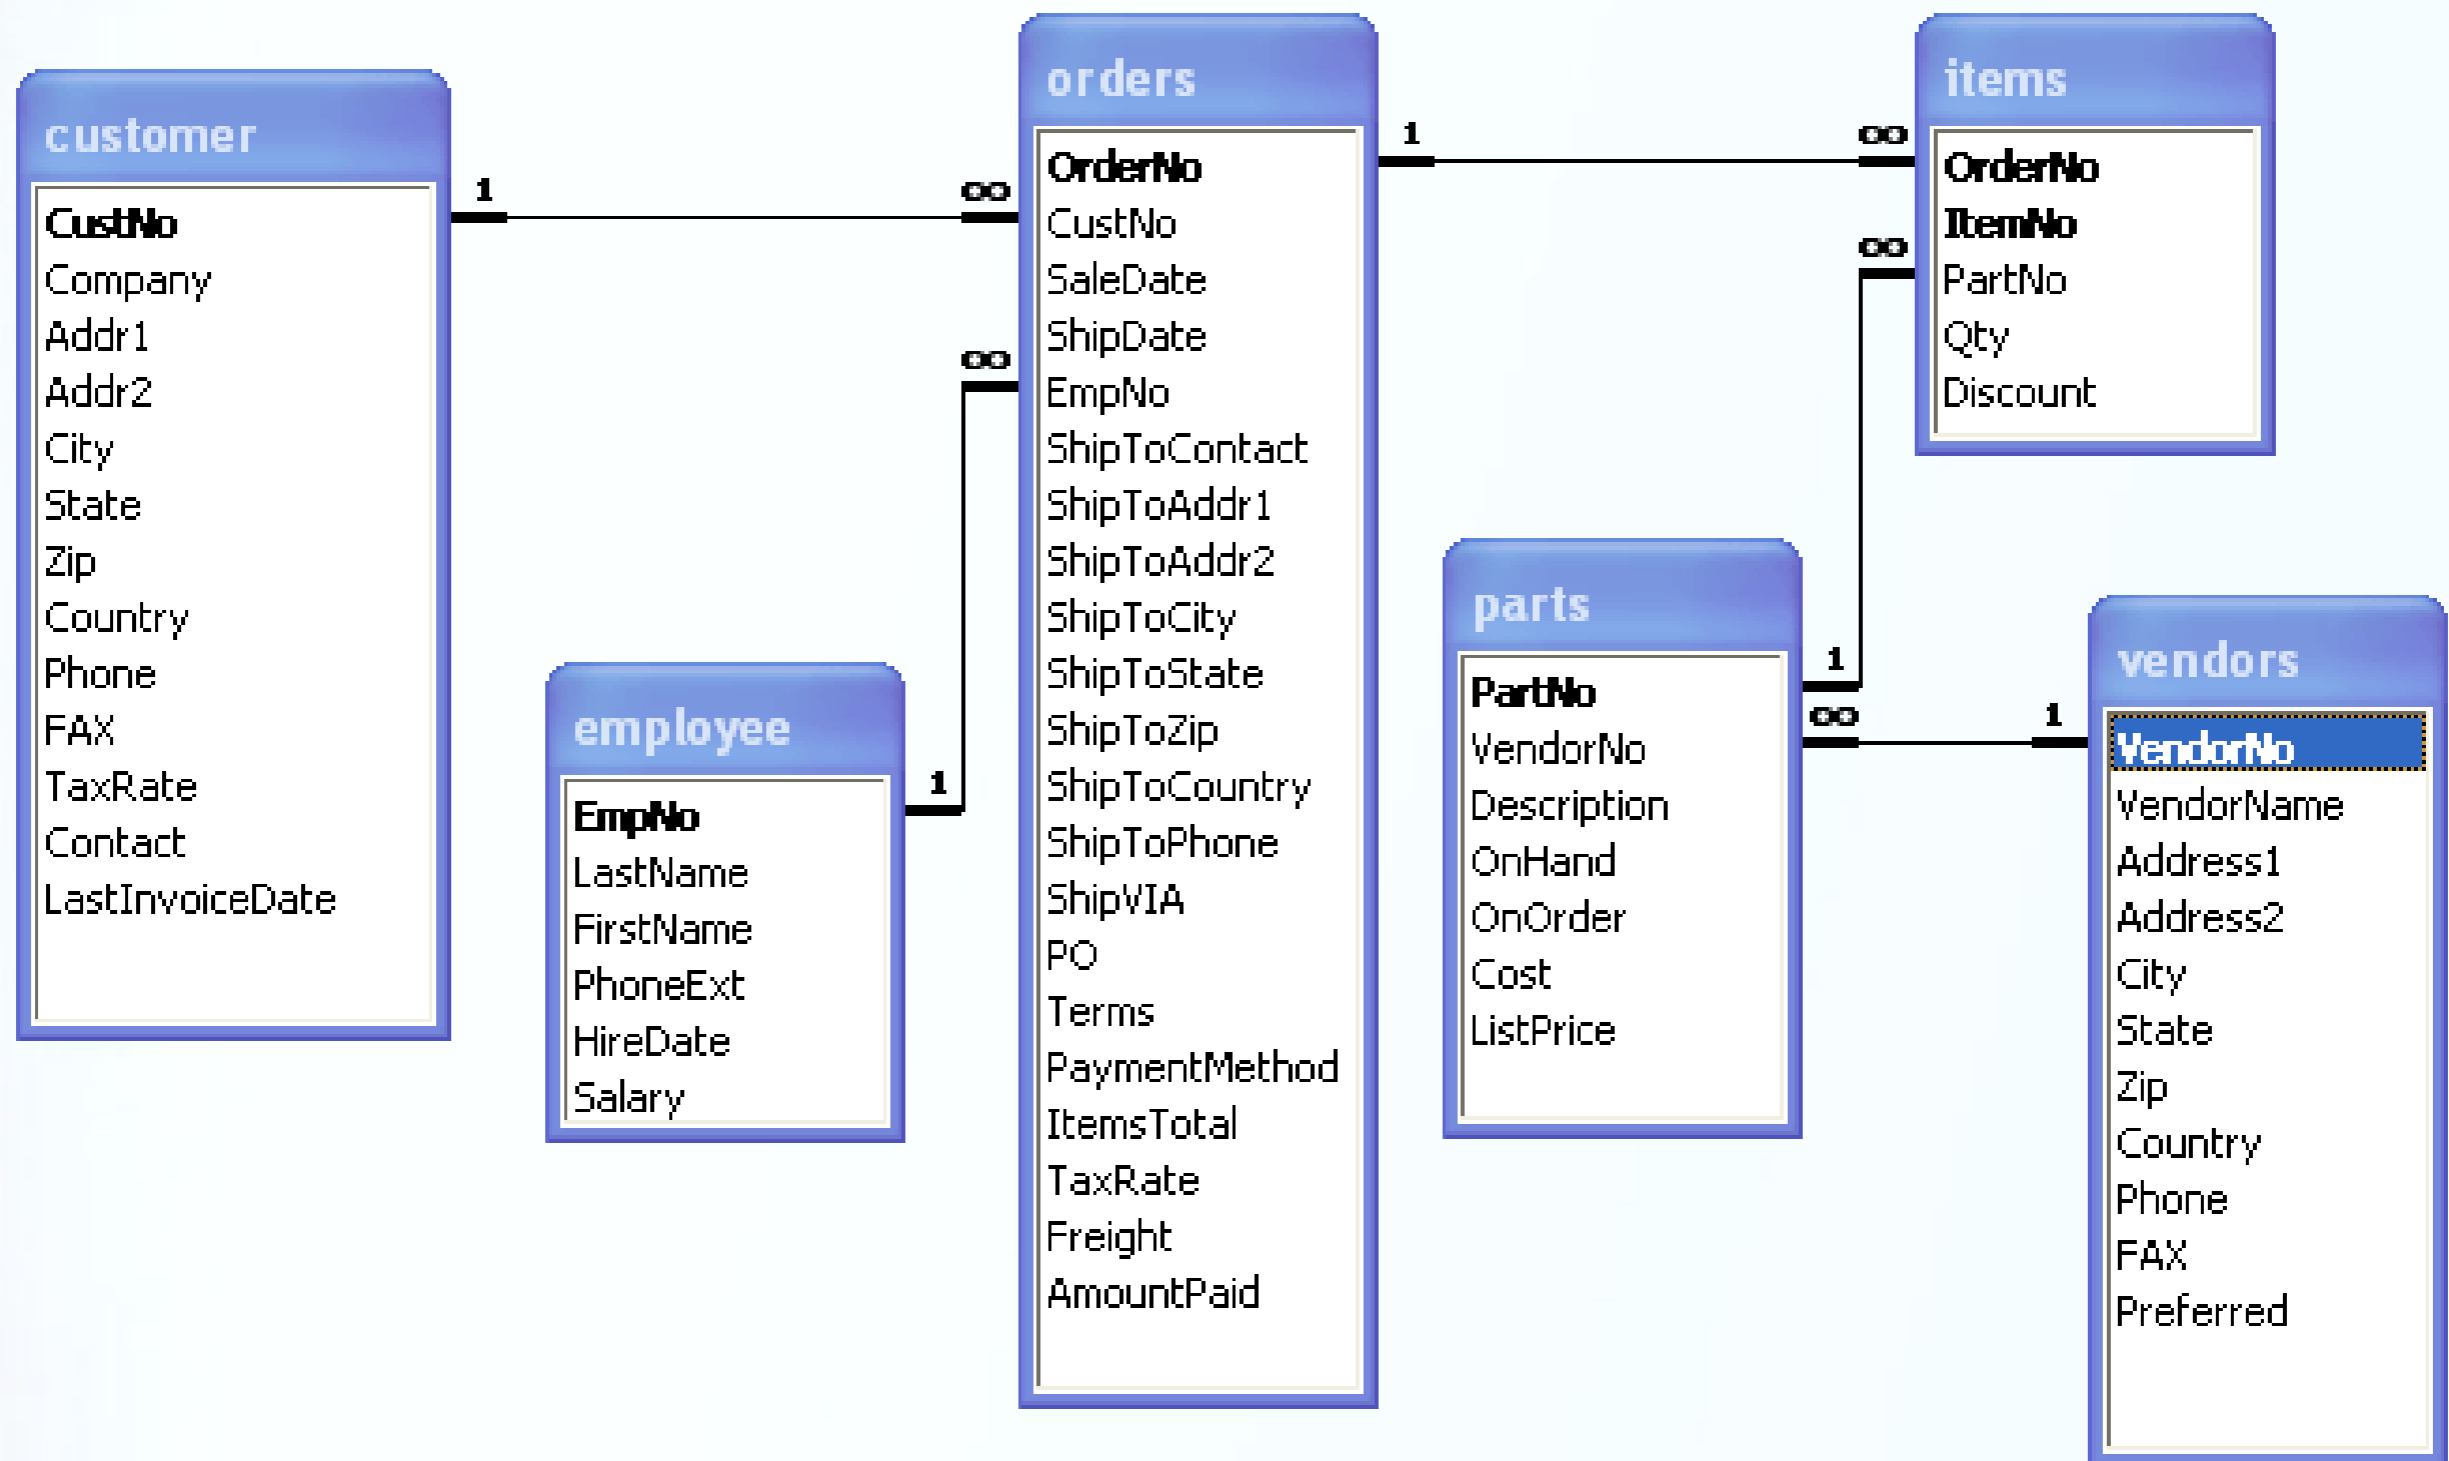 customer
CustNo
Company
Addr1
Addr2
City
State
Zip
Country
Phone
FAX
TaxRate
Contact
LastInvoiceDate
1
∞
employee
EmpNo
LastName
FirstName
PhoneExt
HireDate
Salary
1
∞
orders
OrderNo
CustNo
SaleDate
ShipDate
EmpNo
ShipToContact
ShipToAddr1
ShipToAddr2
ShipToCity
ShipToState
ShipToZip
ShipToCountry
ShipToPhone
ShipVIA
PO
Terms
PaymentMethod
ItemsTotal
TaxRate
Freight
AmountPaid
1
∞
items
OrderNo
ItemNo
PartNo
Qty
Discount
∞
1
parts
PartNo
VendorNo
Description
OnHand
OnOrder
Cost
ListPrice
∞
1
vendors
VendorNo
VendorName
Address1
Address2
City
State
Zip
Country
Phone
FAX
Preferred